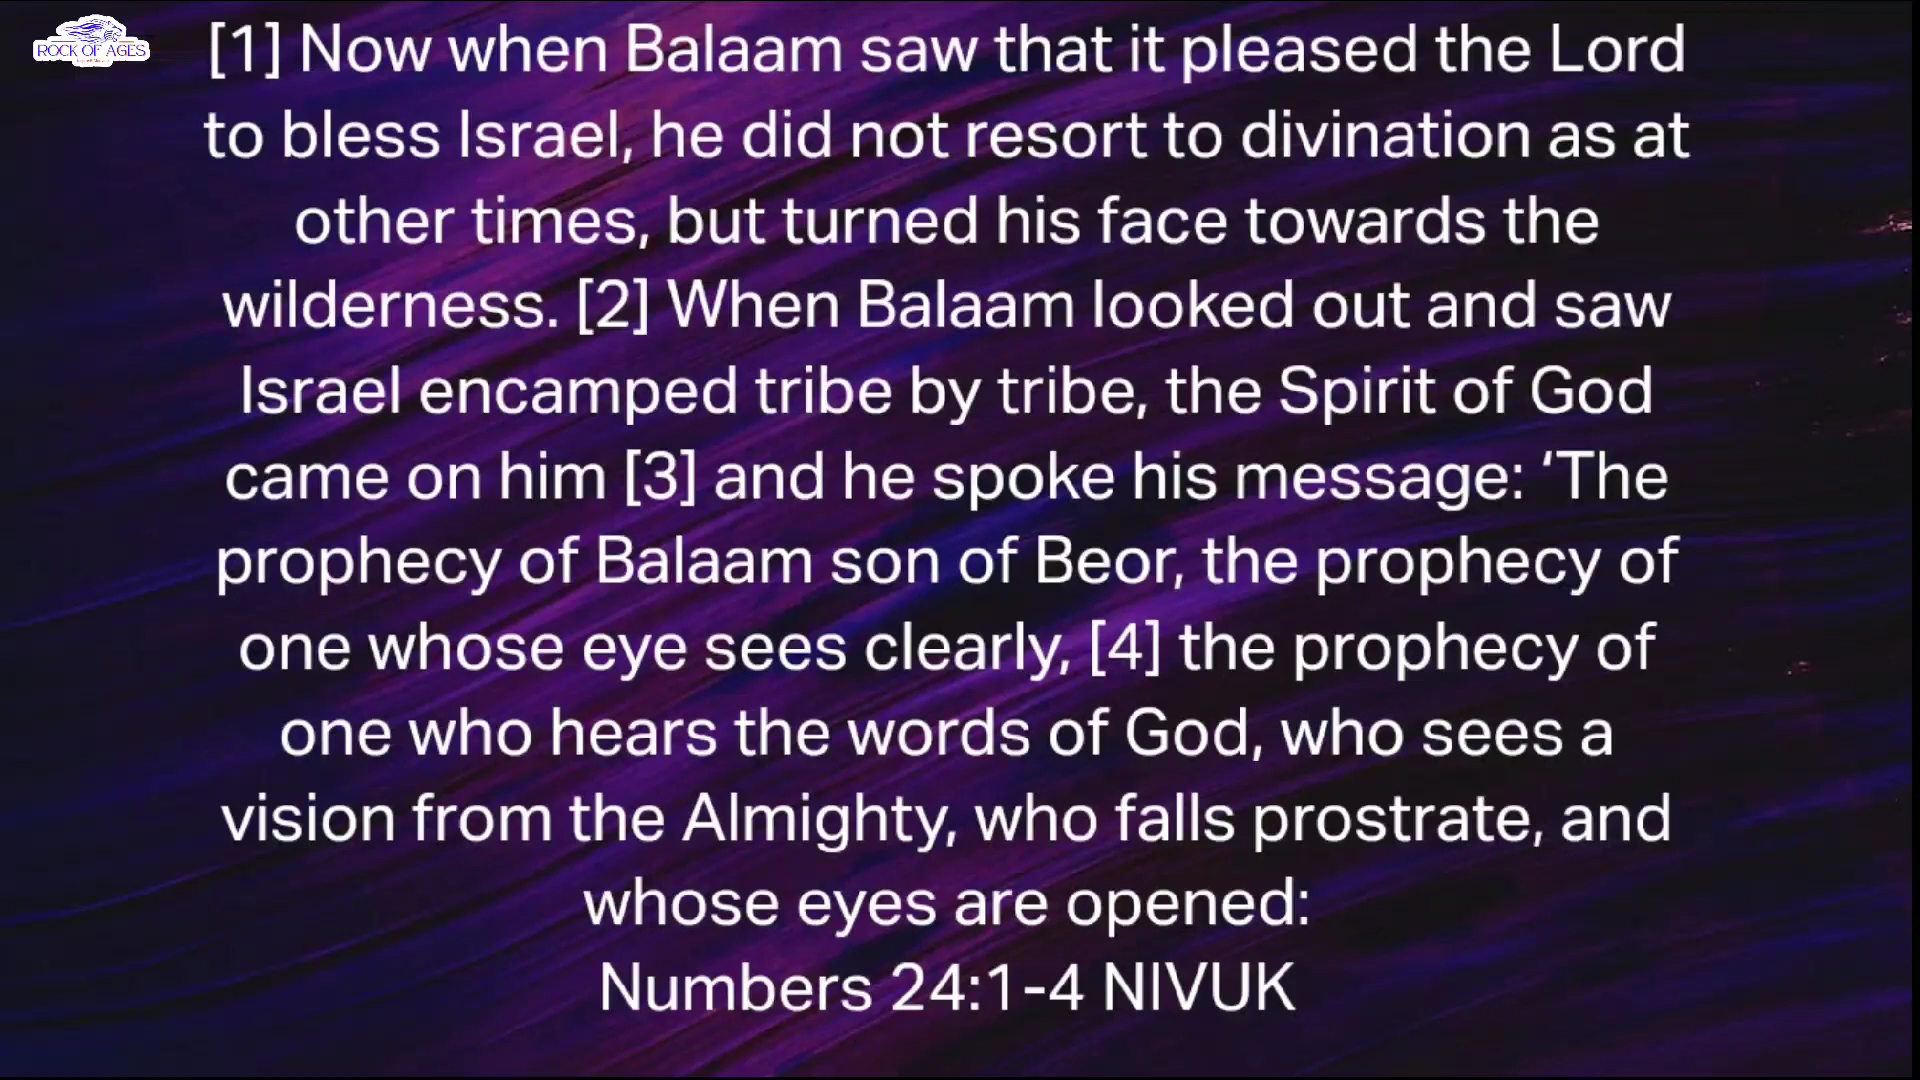 ROCK OF AGES
[1] Now when Balaam saw that it pleased the Lord
to bless Israel, he did not resort to divination as at
other times, but turned his face towards the
wilderness. [2] When Balaam looked out and saw
Israel encamped tribe by tribe, the Spirit of God
came on him [3] and he spoke his message: ‘The
prophecy of Balaam son of Beor, the prophecy of
one whose eye sees clearly, [4] the prophecy of
one who hears the words of God, who sees a
vision from the Almighty, who falls prostrate, and
whose eyes are opened:
Numbers 24:1-4 NIVUK